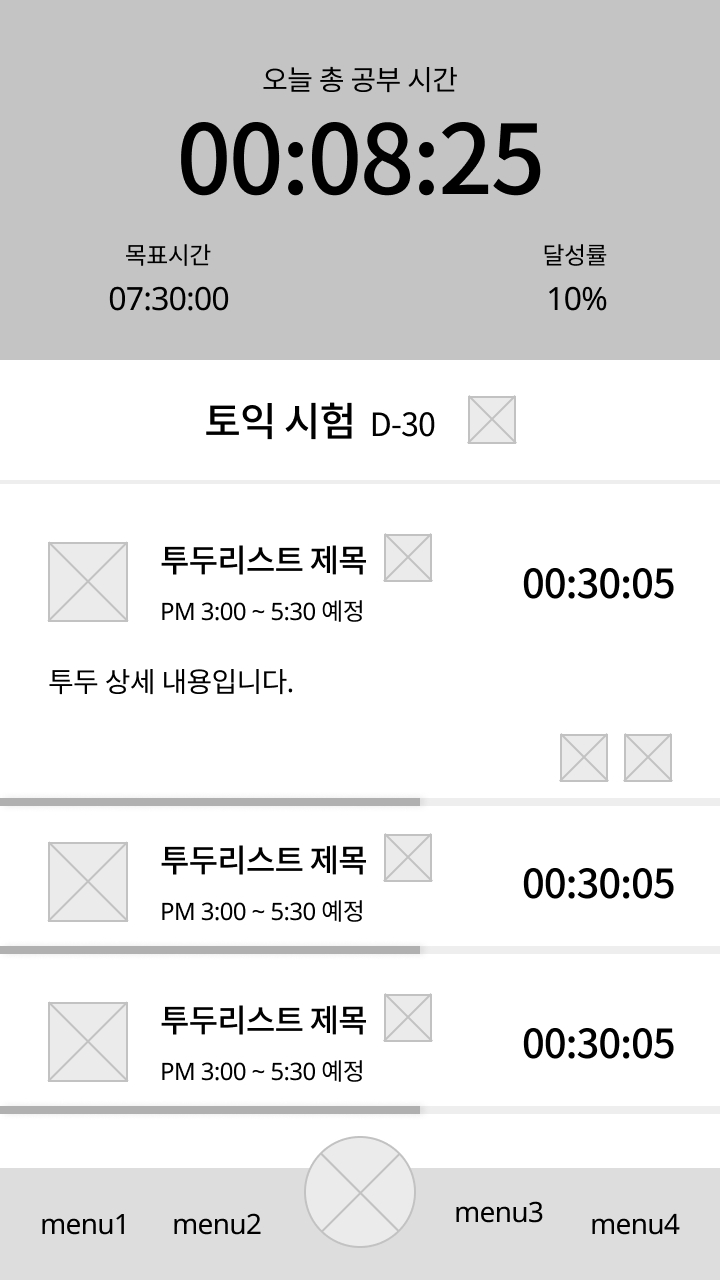 오늘 총 공부 시간
00:08:25
목표시간 달성률
07:30:00 10%
토익 시험 D-30
투두리스트 제목
PM 3:00 ~ 5:30 예정
00:30:05
투두 상세 내용입니다.
투두리스트 제목
PM 3:00 ~ 5:30 예정
00:30:05
투두리스트 제목
PM 3:00 ~ 5:30 예정
00:30:05
menu1 menu2 menu3 menu4